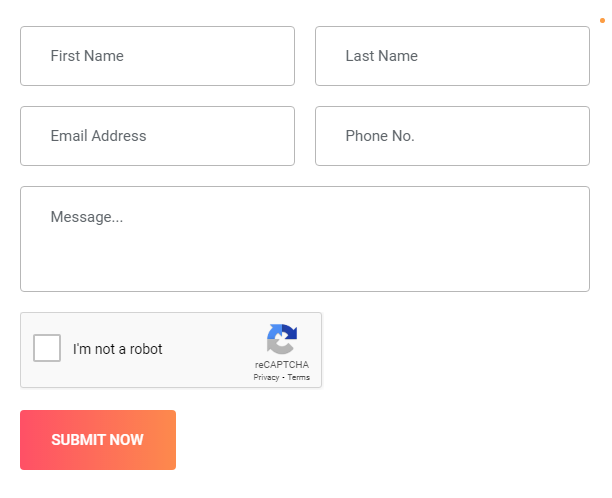 First Name
Last Name
Email Address
Phone No.
Message...
I'm not a robot
reCAPTCHA
Privacy - Terms
SUBMIT NOW